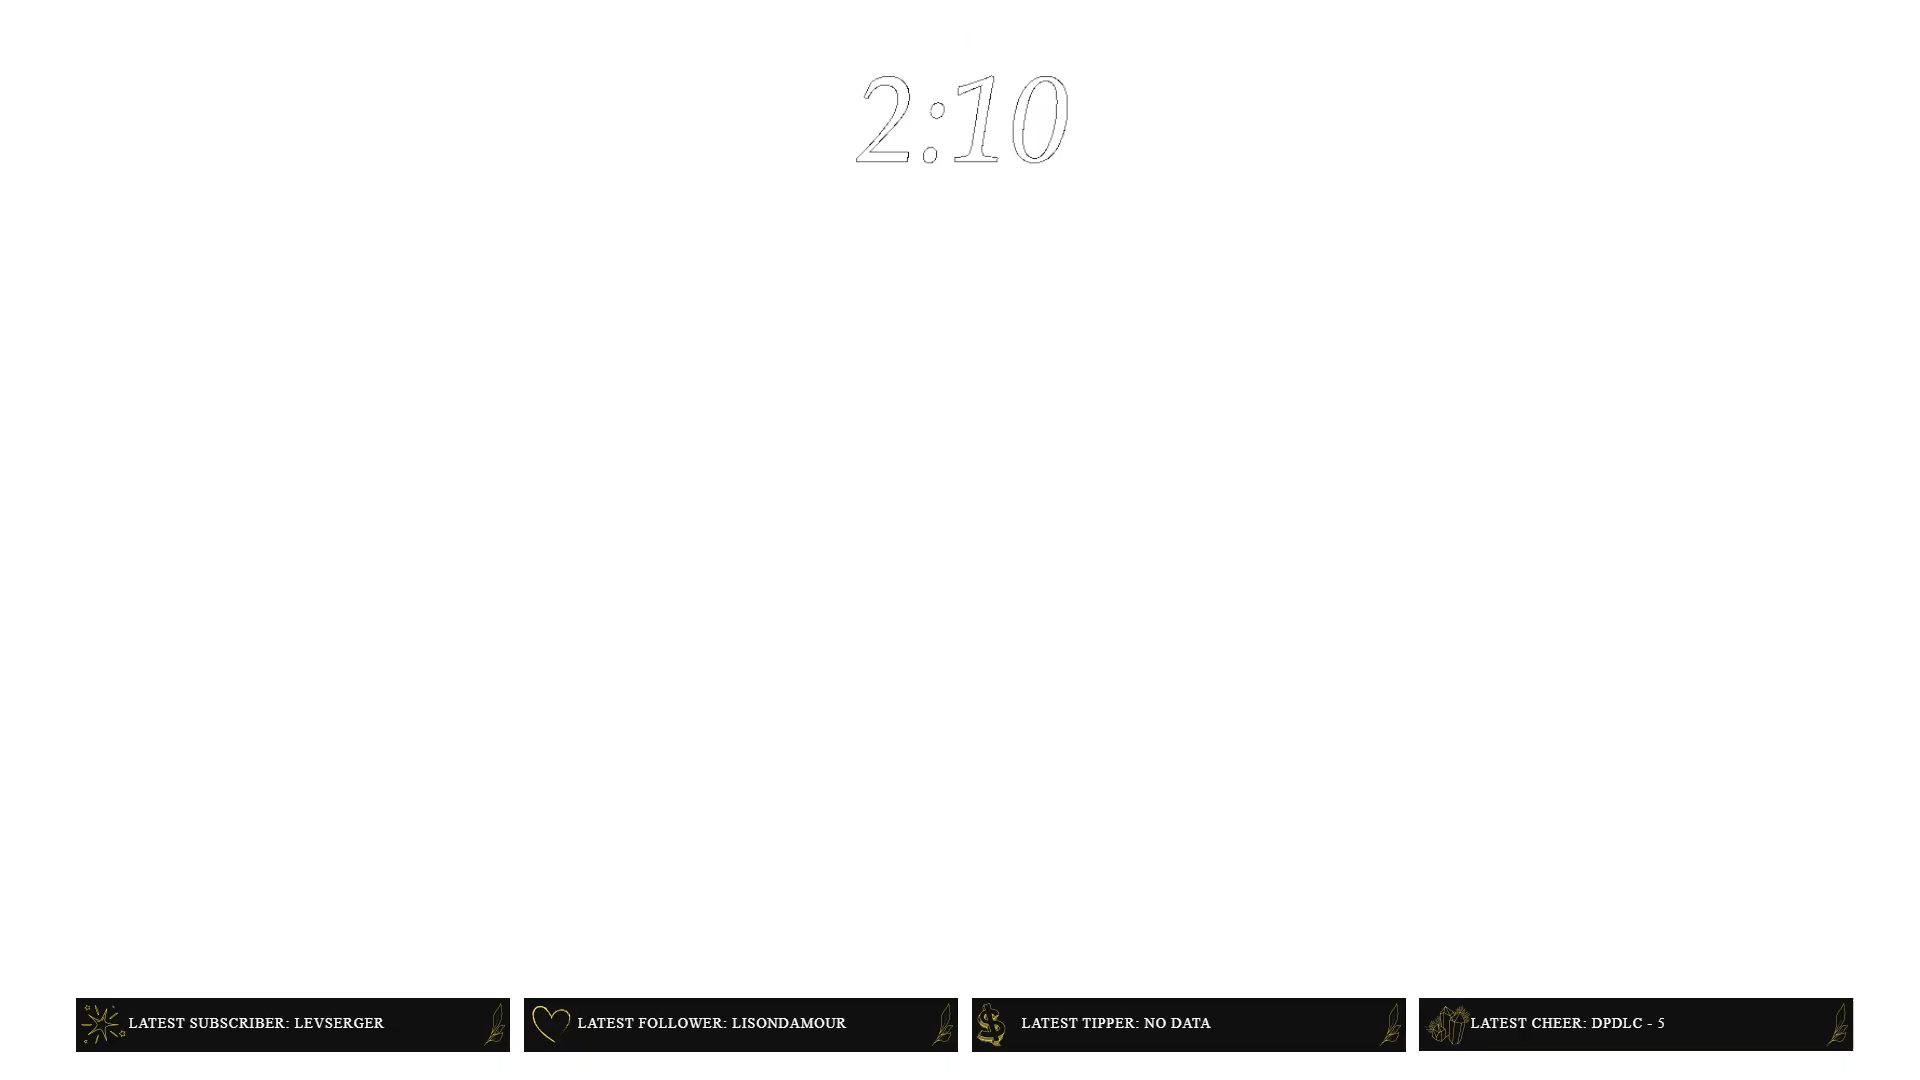 2:10
LATEST SUBSCRIBER: LEVSERGER
LATEST FOLLOWER: LISONDAMOUR
LATEST TIPPER: NO DATA
LATEST CHEER: DPDLC - 5